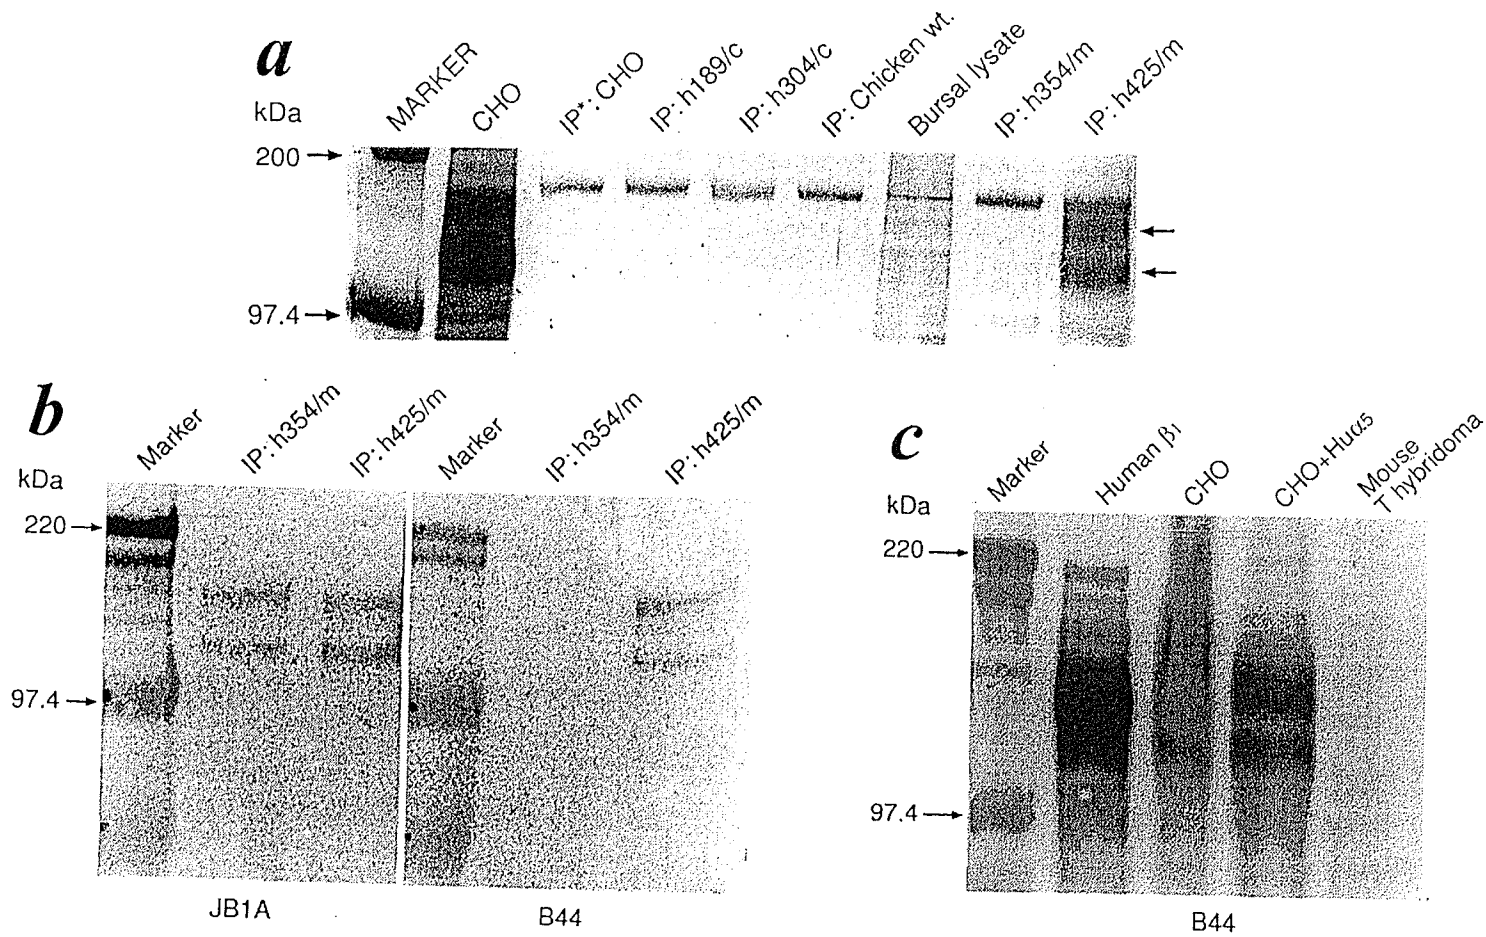 a
kDa
MARKER
CHO
IP*: CHO
IP: h189/c
IP: h304/c
IP: Chicken wt.
Bursal lysate
IP: h354/m
IP: h425/m
200
97.4
b
kDa
Marker
IP: h354/m
IP: h425/m
Marker
IP: h354/m
IP: h425/m
220
97.4
JB1A
B44
c
kDa
Marker
Human β1
CHO
CHO+Huα5
Mouse
T hybridoma
220
97.4
B44